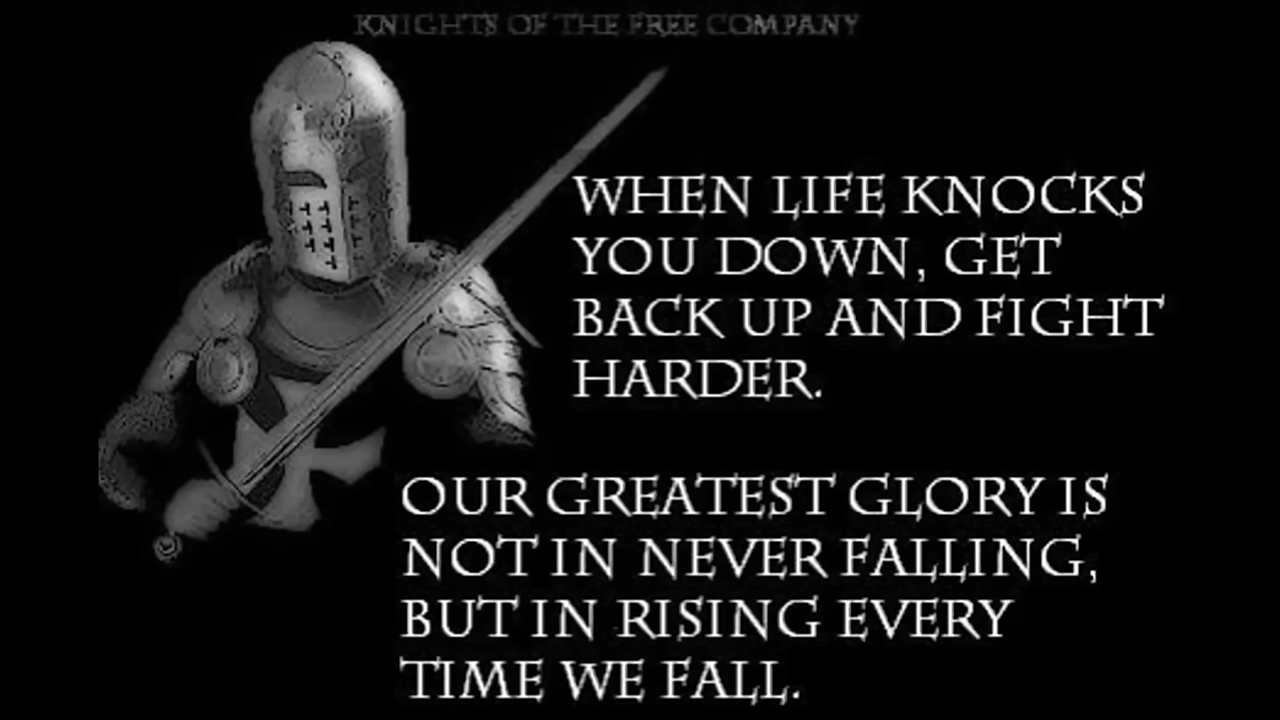 KNIGHTS OF THE FREE COMPANY
WHEN LIFE KNOCKS
YOU DOWN, GET
BACK UP AND FIGHT
HARDER.
OUR GREATEST GLORY IS
NOT IN NEVER FALLING,
BUT IN RISING EVERY
TIME WE FALL.